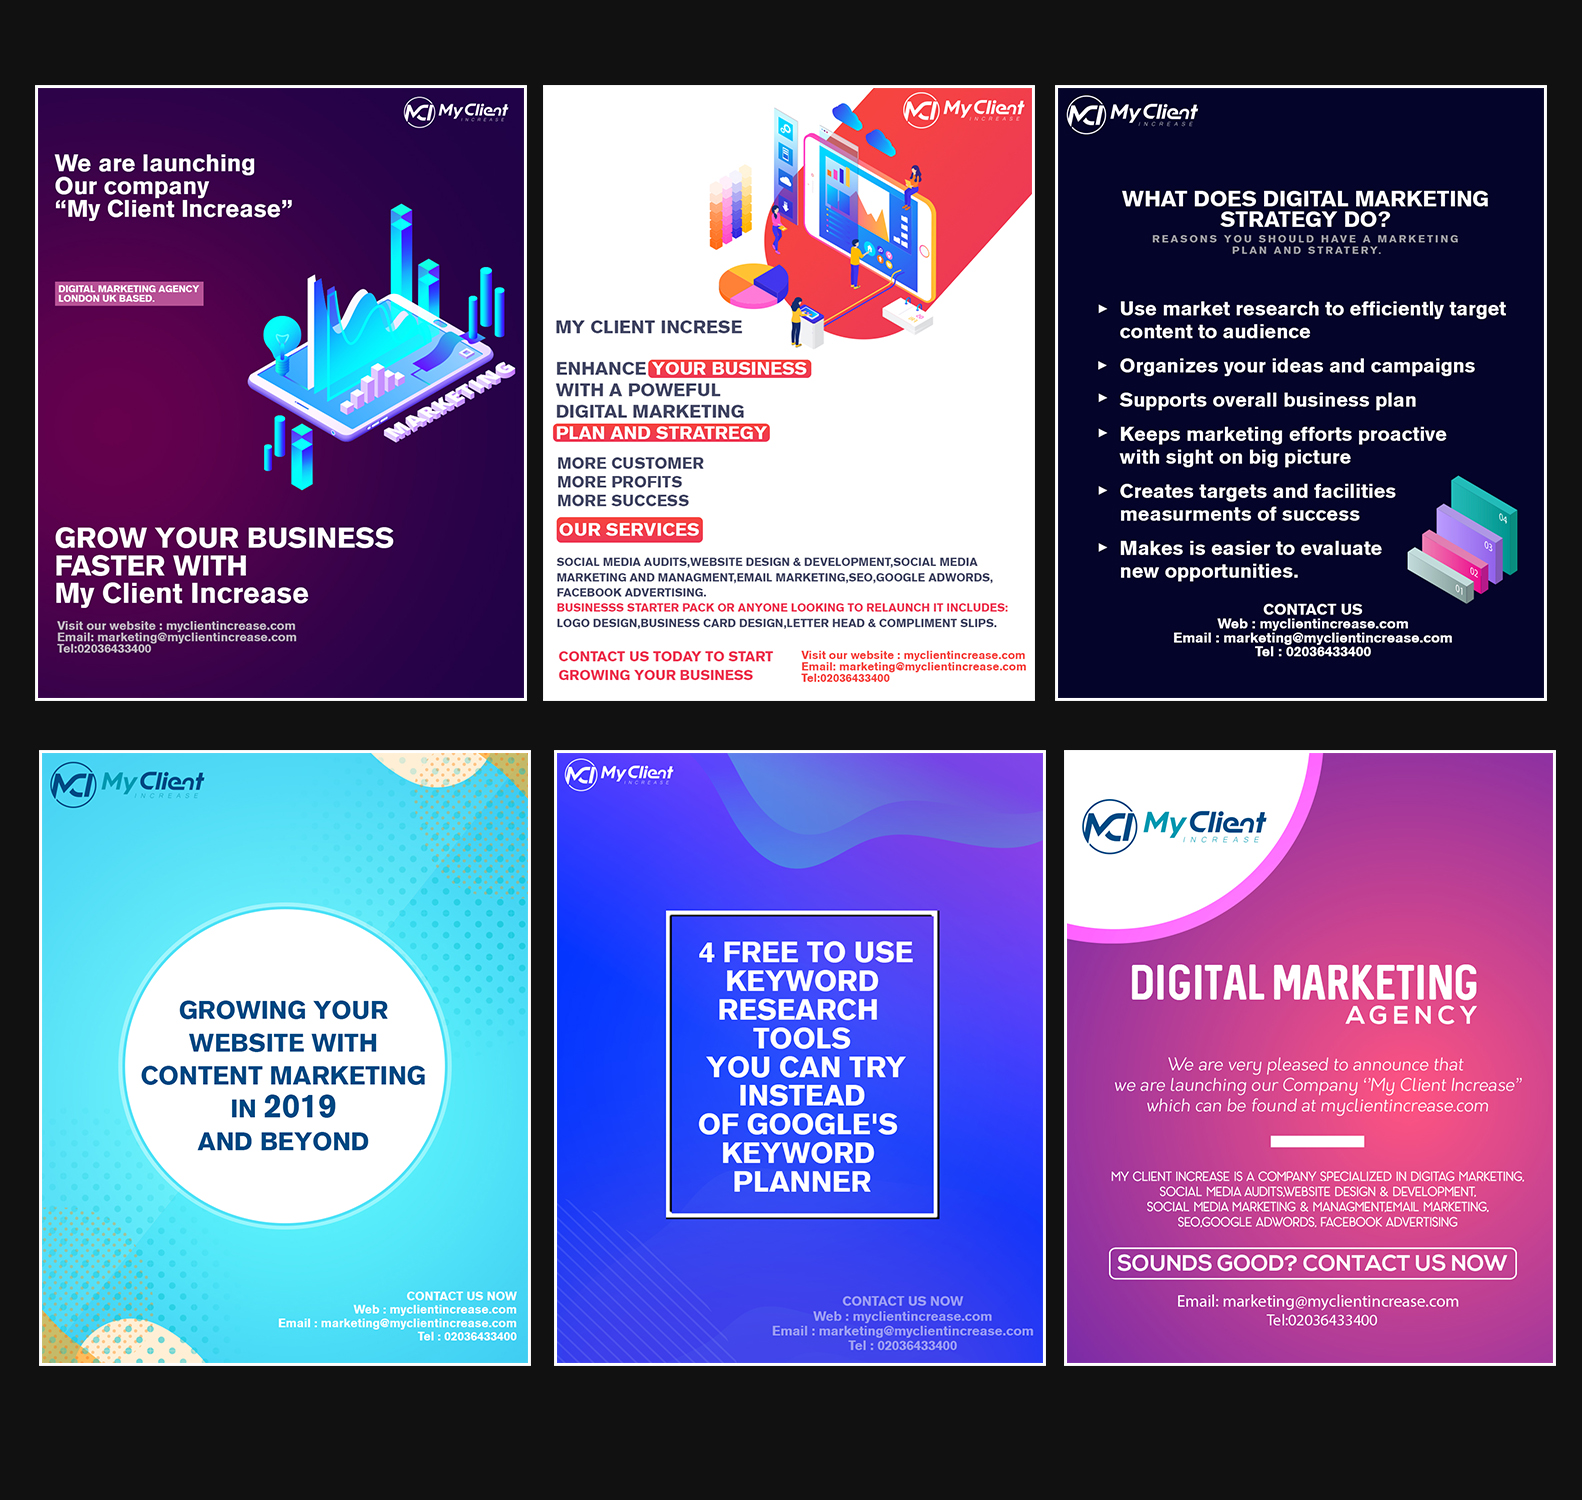 MCI My Client
INCREASE
We are launching
Our company
“My Client Increase”
DIGITAL MARKETING AGENCY
LONDON UK BASED.
MARKETING
GROW YOUR BUSINESS
FASTER WITH
My Client Increase
Visit our website : myclientincrease.com
Email: marketing@myclientincrease.com
Tel:02036433400
MCI My Client
INCREASE
MY CLIENT INCRESE
ENHANCE YOUR BUSINESS
WITH A POWEFUL
DIGITAL MARKETING
PLAN AND STRATREGY
MORE CUSTOMER
MORE PROFITS
MORE SUCCESS
OUR SERVICES
SOCIAL MEDIA AUDITS,WEBSITE DESIGN & DEVELOPMENT,SOCIAL MEDIA
MARKETING AND MANAGMENT,EMAIL MARKETING,SEO,GOOGLE ADWORDS,
FACEBOOK ADVERTISING.
BUSINESSS STARTER PACK OR ANYONE LOOKING TO RELAUNCH IT INCLUDES:
LOGO DESIGN,BUSINESS CARD DESIGN,LETTER HEAD & COMPLIMENT SLIPS.
CONTACT US TODAY TO START
GROWING YOUR BUSINESS
Visit our website : myclientincrease.com
Email: marketing@myclientincrease.com
Tel:02036433400
MCI My Client
INCREASE
WHAT DOES DIGITAL MARKETING
STRATEGY DO?
REASONS YOU SHOULD HAVE A MARKETING
PLAN AND STRATERY.
► Use market research to efficiently target
content to audience
► Organizes your ideas and campaigns
► Supports overall business plan
► Keeps marketing efforts proactive
with sight on big picture
► Creates targets and facilities
measurments of success
► Makes is easier to evaluate
new opportunities.
04
03
02
01
CONTACT US
Web : myclientincrease.com
Email : marketing@myclientincrease.com
Tel : 02036433400
MCI My Client
INCREASE
GROWING YOUR
WEBSITE WITH
CONTENT MARKETING
IN 2019
AND BEYOND
CONTACT US NOW
Web : myclientincrease.com
Email : marketing@myclientincrease.com
Tel : 02036433400
MCI My Client
INCREASE
4 FREE TO USE
KEYWORD
RESEARCH
TOOLS
YOU CAN TRY
INSTEAD
OF GOOGLE'S
KEYWORD
PLANNER
CONTACT US NOW
Web : myclientincrease.com
Email : marketing@myclientincrease.com
Tel : 02036433400
MCI My Client
INCREASE
DIGITAL MARKETING
AGENCY
We are very pleased to announce that
we are launching our Company “My Client Increase”
which can be found at myclientincrease.com
MY CLIENT INCREASE IS A COMPANY SPECIALIZED IN DIGITAG MARKETING,
SOCIAL MEDIA AUDITS,WEBSITE DESIGN & DEVELOPMENT,
SOCIAL MEDIA MARKETING & MANAGMENT,EMAIL MARKETING,
SEO,GOOGLE ADWORDS, FACEBOOK ADVERTISING
SOUNDS GOOD? CONTACT US NOW
Email: marketing@myclientincrease.com
Tel:02036433400